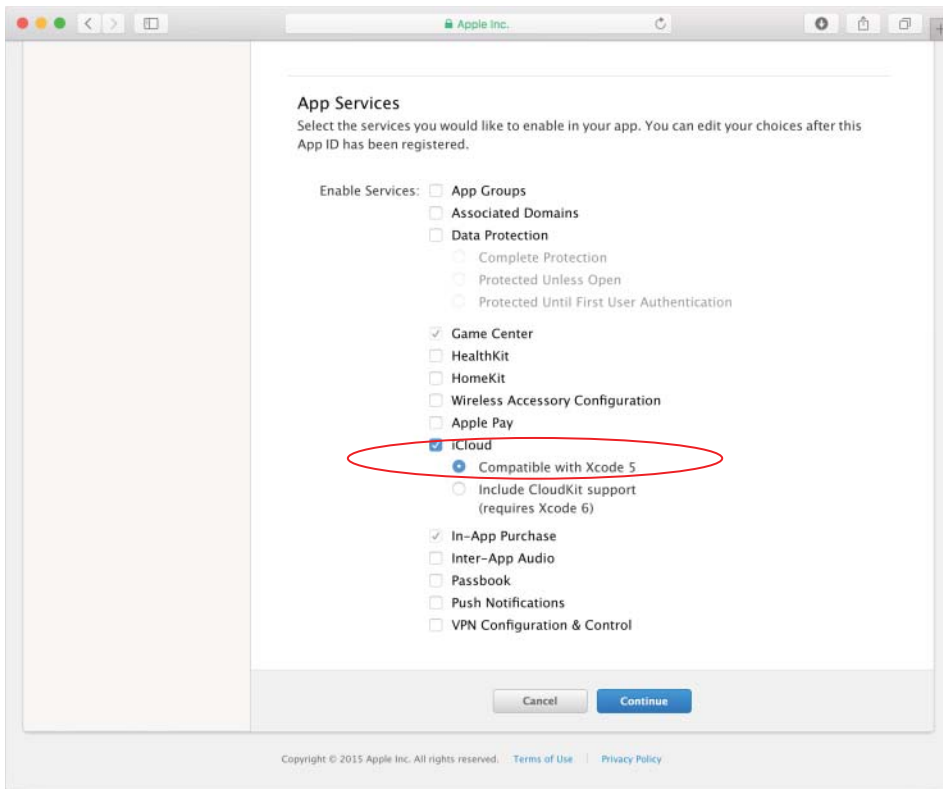 Apple Inc.
App Services
Select the services you would like to enable in your app. You can edit your choices after this
App ID has been registered.
Enable Services: App Groups
Associated Domains
Data Protection
Complete Protection
Protected Unless Open
Protected Until First User Authentication
Game Center
HealthKit
HomeKit
Wireless Accessory Configuration
Apple Pay
iCloud
Compatible with Xcode 5
Include CloudKit support
(requires Xcode 6)
In-App Purchase
Inter-App Audio
Passbook
Push Notifications
VPN Configuration & Control
Cancel Continue
Copyright © 2015 Apple Inc. All rights reserved. Terms of Use | Privacy Policy